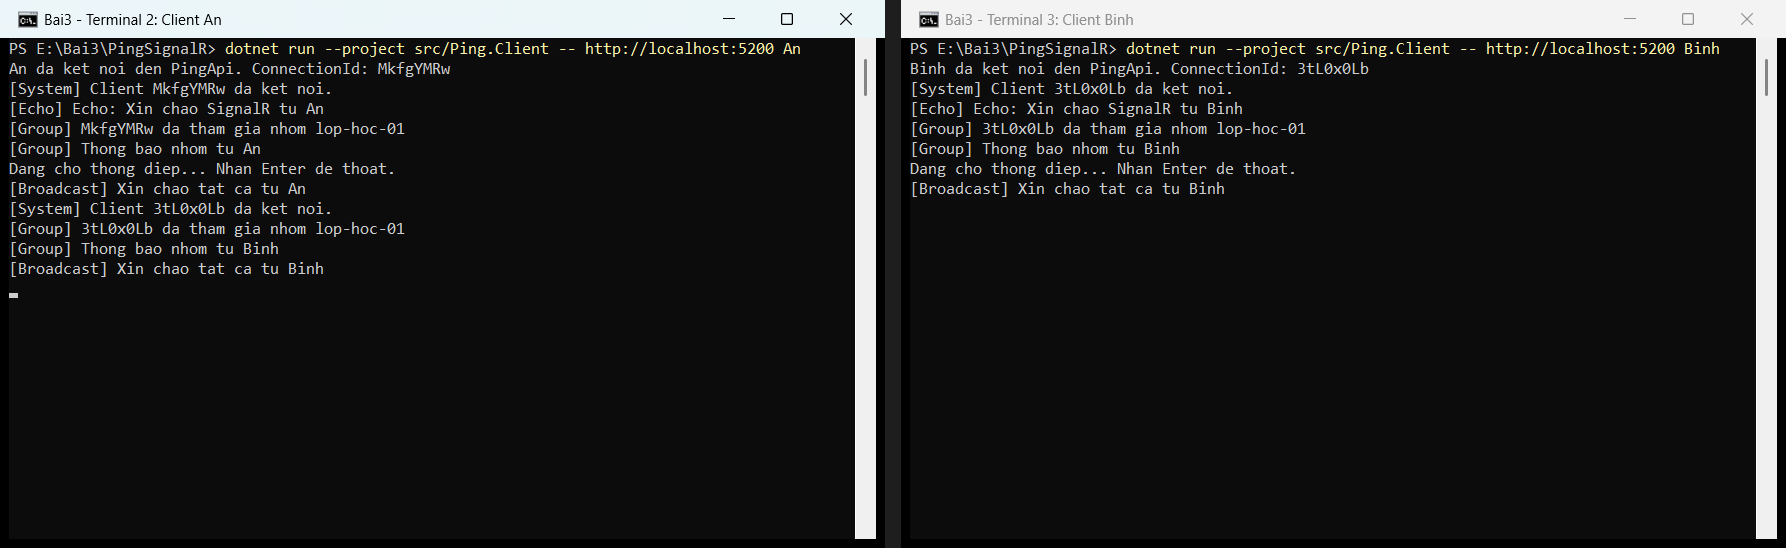 Bai3 - Terminal 2: Client An
PS E:\Bai3\PingSignalR> dotnet run --project src/Ping.Client -- http://localhost:5200 An
An da ket noi den PingApi. ConnectionId: MkfgYMRw
[System] Client MkfgYMRw da ket noi.
[Echo] Echo: Xin chao SignalR tu An
[Group] MkfgYMRw da tham gia nhom lop-hoc-01
[Group] Thong bao nhom tu An
Dang cho thong diep... Nhan Enter de thoat.
[Broadcast] Xin chao tat ca tu An
[System] Client 3tL0x0Lb da ket noi.
[Group] 3tL0x0Lb da tham gia nhom lop-hoc-01
[Group] Thong bao nhom tu Binh
[Broadcast] Xin chao tat ca tu Binh
Bai3 - Terminal 3: Client Binh
PS E:\Bai3\PingSignalR> dotnet run --project src/Ping.Client -- http://localhost:5200 Binh
Binh da ket noi den PingApi. ConnectionId: 3tL0x0Lb
[System] Client 3tL0x0Lb da ket noi.
[Echo] Echo: Xin chao SignalR tu Binh
[Group] 3tL0x0Lb da tham gia nhom lop-hoc-01
[Group] Thong bao nhom tu Binh
Dang cho thong diep... Nhan Enter de thoat.
[Broadcast] Xin chao tat ca tu Binh